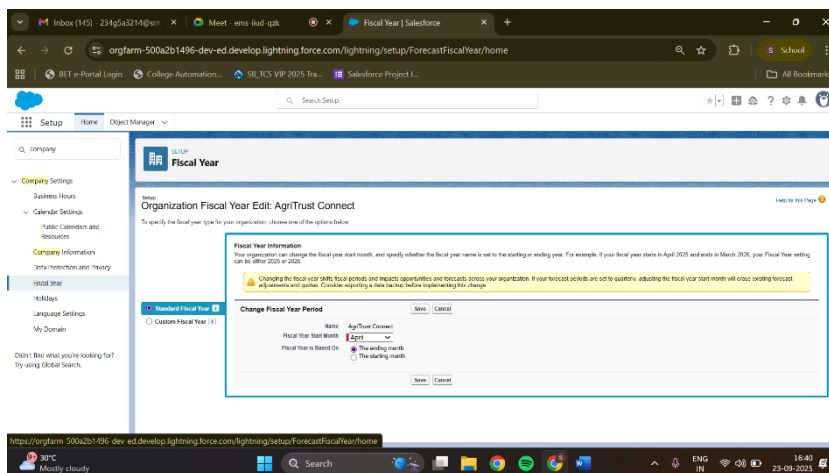 Inbox (145) - 234g5a3214@srit
Meet - ems-iiud-qzk
Fiscal Year | Salesforce
orgfarm-500a2b1496-dev-ed.develop.lightning.force.com/lightning/setup/ForecastFiscalYear/home
S School
BET e-Portal Login
College Automation...
SB_TCS VIP 2025 Tra...
Salesforce Project I...
All Bookmark
Search Setup
Setup
Home
Object Manager
company
SETUP
Fiscal Year
Company Settings
Business Hours
Calendar Settings
Public Calendars and
Resources
Company Information
Data Protection and Privacy
Fiscal Year
Holidays
Language Settings
My Domain
Didn't find what you're looking for?
Try using Global Search.
Setup
Organization Fiscal Year Edit: AgriTrust Connect
Help for this Page
To specify the fiscal year type for your organization, choose one of the options below
Standard Fiscal Year
Custom Fiscal Year
Fiscal Year Information
Your organization can change the fiscal year start month, and specify whether the fiscal year name is set to the starting or ending year. For example, if your fiscal year starts in April 2025 and ends in March 2026, your Fiscal Year setting
can be either 2025 or 2026.
Changing the fiscal year shifts fiscal periods and impacts opportunities and forecasts across your organization. If your forecast periods are set to quarterly, adjusting the fiscal year start month will erase existing forecast
adjustments and quotas. Consider exporting a data backup before implementing this change.
Change Fiscal Year Period
Save
Cancel
Name AgriTrust Connect
Fiscal Year Start Month April
Fiscal Year is Based On The ending month
The starting month
Save
Cancel
https://orgfarm-500a2b1496-dev-ed.develop.lightning.force.com/lightning/setup/ForecastFiscalYear/home
30°C
Mostly cloudy
Search
ENG
IN
16:40
23-09-2025